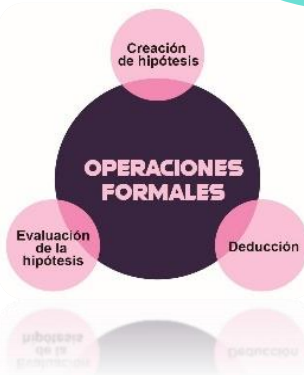 Creación
de hipótesis
OPERACIONES
FORMALES
Evaluación
de la
hipótesis
Deducción